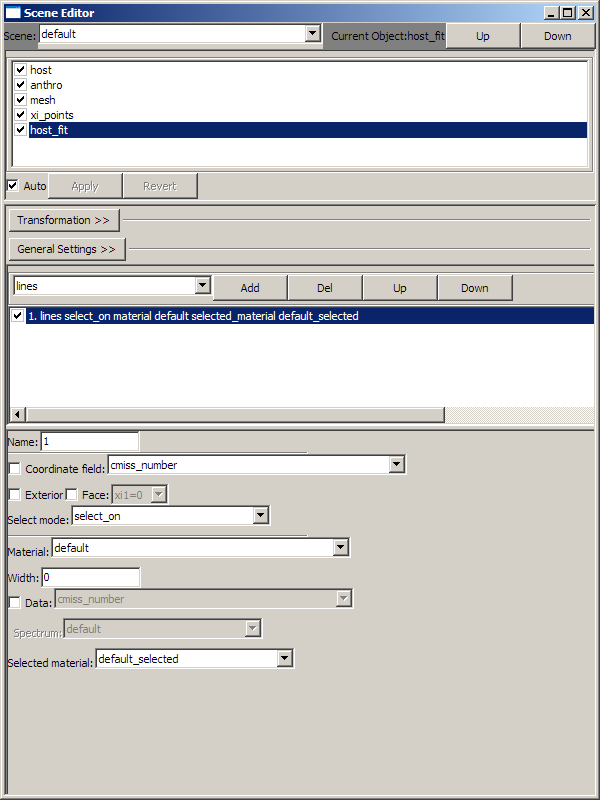 Scene Editor
Scene: default Current Object:host_fit Up Down
host
anthro
mesh
xi_points
host_fit
Auto Apply Revert
Transformation >>
General Settings >>
lines Add Del Up Down
1. lines select_on material default selected_material default_selected
Name: 1
Coordinate field: cmiss_number
Exterior Face: xi1=0
Select mode: select_on
Material: default
Width: 0
Data: cmiss_number
Spectrum: default
Selected material: default_selected